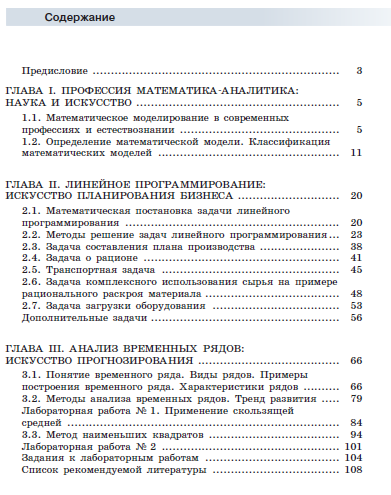 Содержание
Предисловие ........ 3
ГЛАВА I. ПРОФЕССИЯ МАТЕМАТИКА-АНАЛИТИКА:
НАУКА И ИСКУССТВО ........ 5
1.1. Математическое моделирование в современных
профессиях и естествознании ........ 5
1.2. Определение математической модели. Классификация
математических моделей ........ 11
ГЛАВА II. ЛИНЕЙНОЕ ПРОГРАММИРОВАНИЕ:
ИСКУССТВО ПЛАНИРОВАНИЯ БИЗНЕСА ........ 20
2.1. Математическая постановка задачи линейного
программирования ........ 20
2.2. Методы решение задач линейного программирования ... 23
2.3. Задача составления плана производства ........ 38
2.4. Задача о рационе ........ 41
2.5. Транспортная задача ........ 45
2.6. Задача комплексного использования сырья на примере
рационального раскроя материала ........ 48
2.7. Задача загрузки оборудования ........ 53
Дополнительные задачи ........ 56
ГЛАВА III. АНАЛИЗ ВРЕМЕННЫХ РЯДОВ:
ИСКУССТВО ПРОГНОЗИРОВАНИЯ ........ 66
3.1. Понятие временного ряда. Виды рядов. Примеры
построения временного ряда. Характеристики рядов ........ 66
3.2. Методы анализа временных рядов. Тренд развития ..... 79
Лабораторная работа № 1. Применение скользящей
средней ........ 84
3.3. Метод наименьших квадратов ........ 94
Лабораторная работа № 2 ........ 101
Задания к лабораторным работам ........ 104
Список рекомендуемой литературы ........ 108